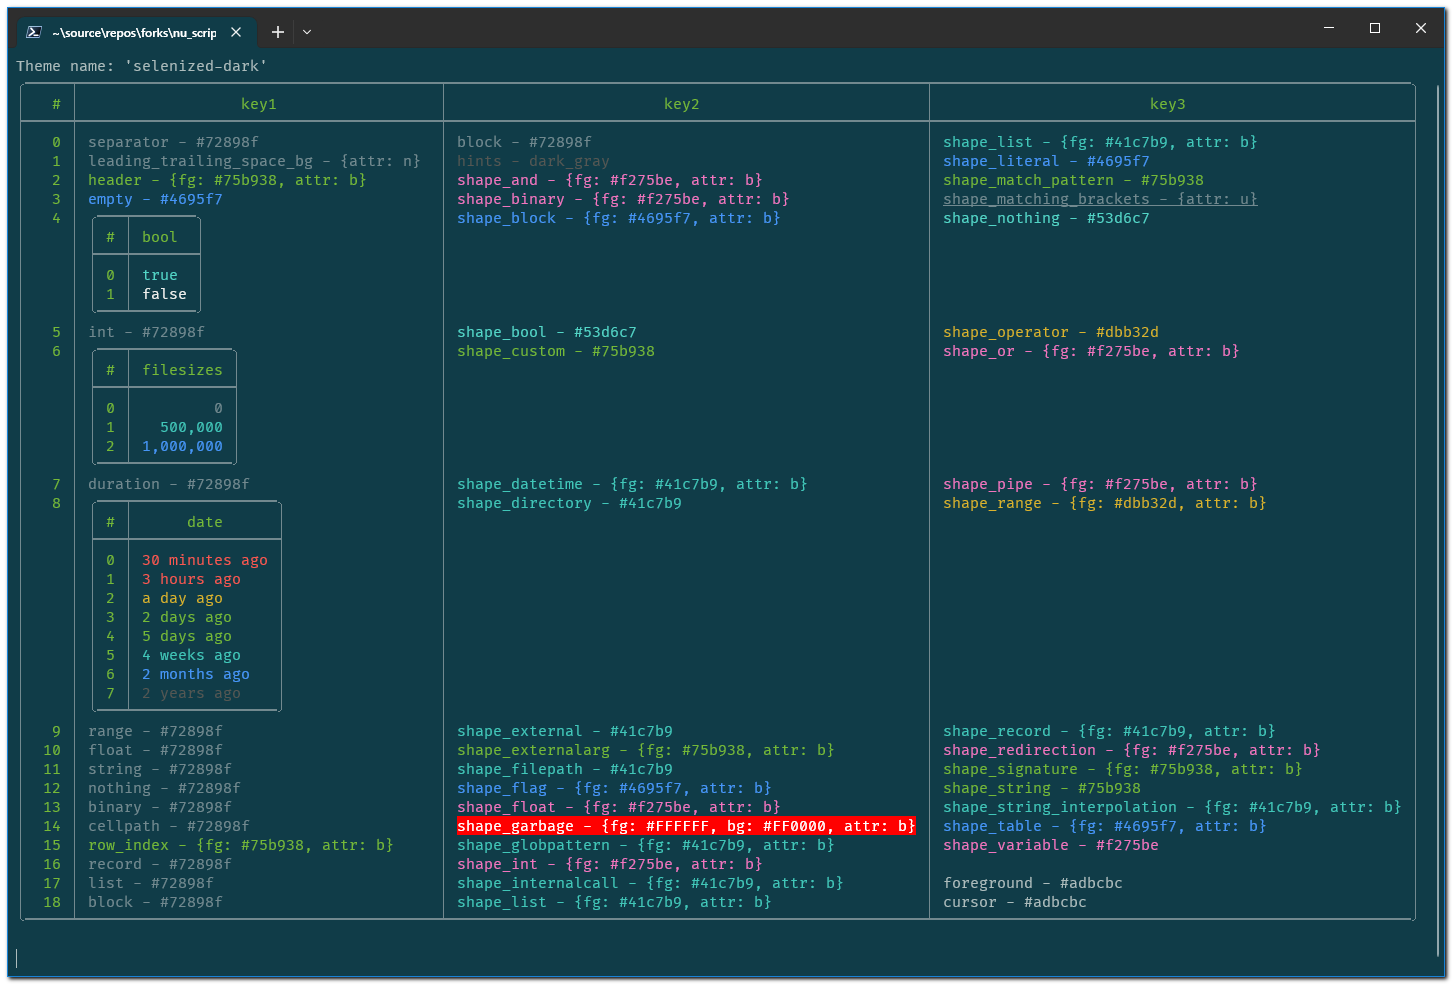 ~\source\repos\forks\nu_scrip
Theme name: 'selenized-dark'
# key1 key2 key3
0 separator - #72898f block - #72898f shape_list - {fg: #41c7b9, attr: b}
1 leading_trailing_space_bg - {attr: n} hints - dark_gray shape_literal - #4695f7
2 header - {fg: #75b938, attr: b} shape_and - {fg: #f275be, attr: b} shape_match_pattern - #75b938
3 empty - #4695f7 shape_binary - {fg: #f275be, attr: b} shape_matching_brackets - {attr: u}
4 shape_block - {fg: #4695f7, attr: b} shape_nothing - #53d6c7
# bool
0 true
1 false
5 int - #72898f shape_bool - #53d6c7 shape_operator - #dbb32d
6 shape_custom - #75b938 shape_or - {fg: #f275be, attr: b}
# filesizes
0 0
1 500,000
2 1,000,000
7 duration - #72898f shape_datetime - {fg: #41c7b9, attr: b} shape_pipe - {fg: #f275be, attr: b}
8 shape_directory - #41c7b9 shape_range - {fg: #dbb32d, attr: b}
# date
0 30 minutes ago
1 3 hours ago
2 a day ago
3 2 days ago
4 5 days ago
5 4 weeks ago
6 2 months ago
7 2 years ago
9 range - #72898f shape_external - #41c7b9 shape_record - {fg: #41c7b9, attr: b}
10 float - #72898f shape_externalarg - {fg: #75b938, attr: b} shape_redirection - {fg: #f275be, attr: b}
11 string - #72898f shape_filepath - #41c7b9 shape_signature - {fg: #75b938, attr: b}
12 nothing - #72898f shape_flag - {fg: #4695f7, attr: b} shape_string - #75b938
13 binary - #72898f shape_float - {fg: #f275be, attr: b} shape_string_interpolation - {fg: #41c7b9, attr: b}
14 cellpath - #72898f shape_garbage - {fg: #FFFFFF, bg: #FF0000, attr: b} shape_table - {fg: #4695f7, attr: b}
15 row_index - {fg: #75b938, attr: b} shape_globpattern - {fg: #41c7b9, attr: b} shape_variable - #f275be
16 record - #72898f shape_int - {fg: #f275be, attr: b}
17 list - #72898f shape_internalcall - {fg: #41c7b9, attr: b} foreground - #adbcbc
18 block - #72898f shape_list - {fg: #41c7b9, attr: b} cursor - #adbcbc